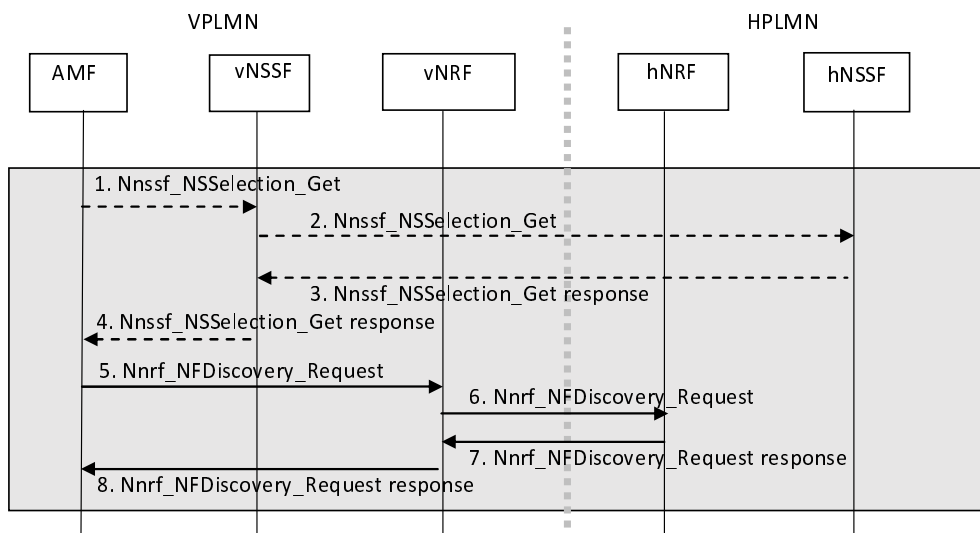 VPLMN
HPLMN
AMF
vNSSF
vNRF
hNRF
hNSSF
1. Nnssf_NSSelection_Get
2. Nnssf_NSSelection_Get
3. Nnssf_NSSelection_Get response
4. Nnssf_NSSelection_Get response
5. Nnrf_NFDiscovery_Request
6. Nnrf_NFDiscovery_Request
7. Nnrf_NFDiscovery_Request response
8. Nnrf_NFDiscovery_Request response